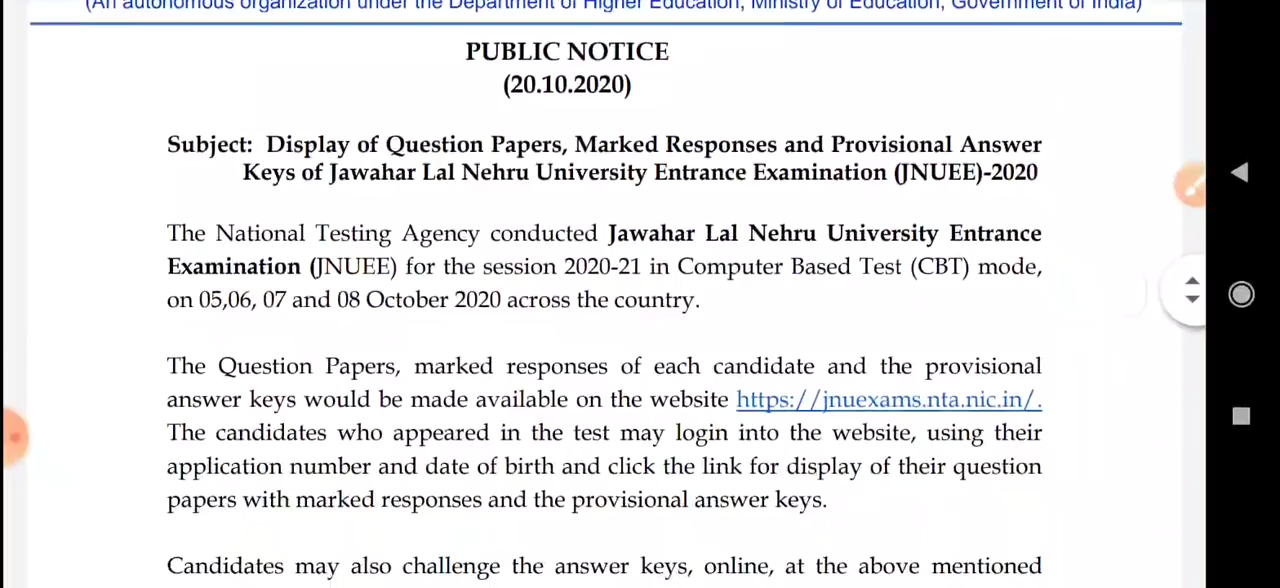 (An autonomous organization under the Department of Higher Education, Ministry of Education, Government of India)
PUBLIC NOTICE
(20.10.2020)
Subject: Display of Question Papers, Marked Responses and Provisional Answer
Keys of Jawahar Lal Nehru University Entrance Examination (JNUEE)-2020
The National Testing Agency conducted Jawahar Lal Nehru University Entrance
Examination (JNUEE) for the session 2020-21 in Computer Based Test (CBT) mode,
on 05,06, 07 and 08 October 2020 across the country.
The Question Papers, marked responses of each candidate and the provisional
answer keys would be made available on the website https://jnuexams.nta.nic.in/.
The candidates who appeared in the test may login into the website, using their
application number and date of birth and click the link for display of their question
papers with marked responses and the provisional answer keys.
Candidates may also challenge the answer keys, online, at the above mentioned